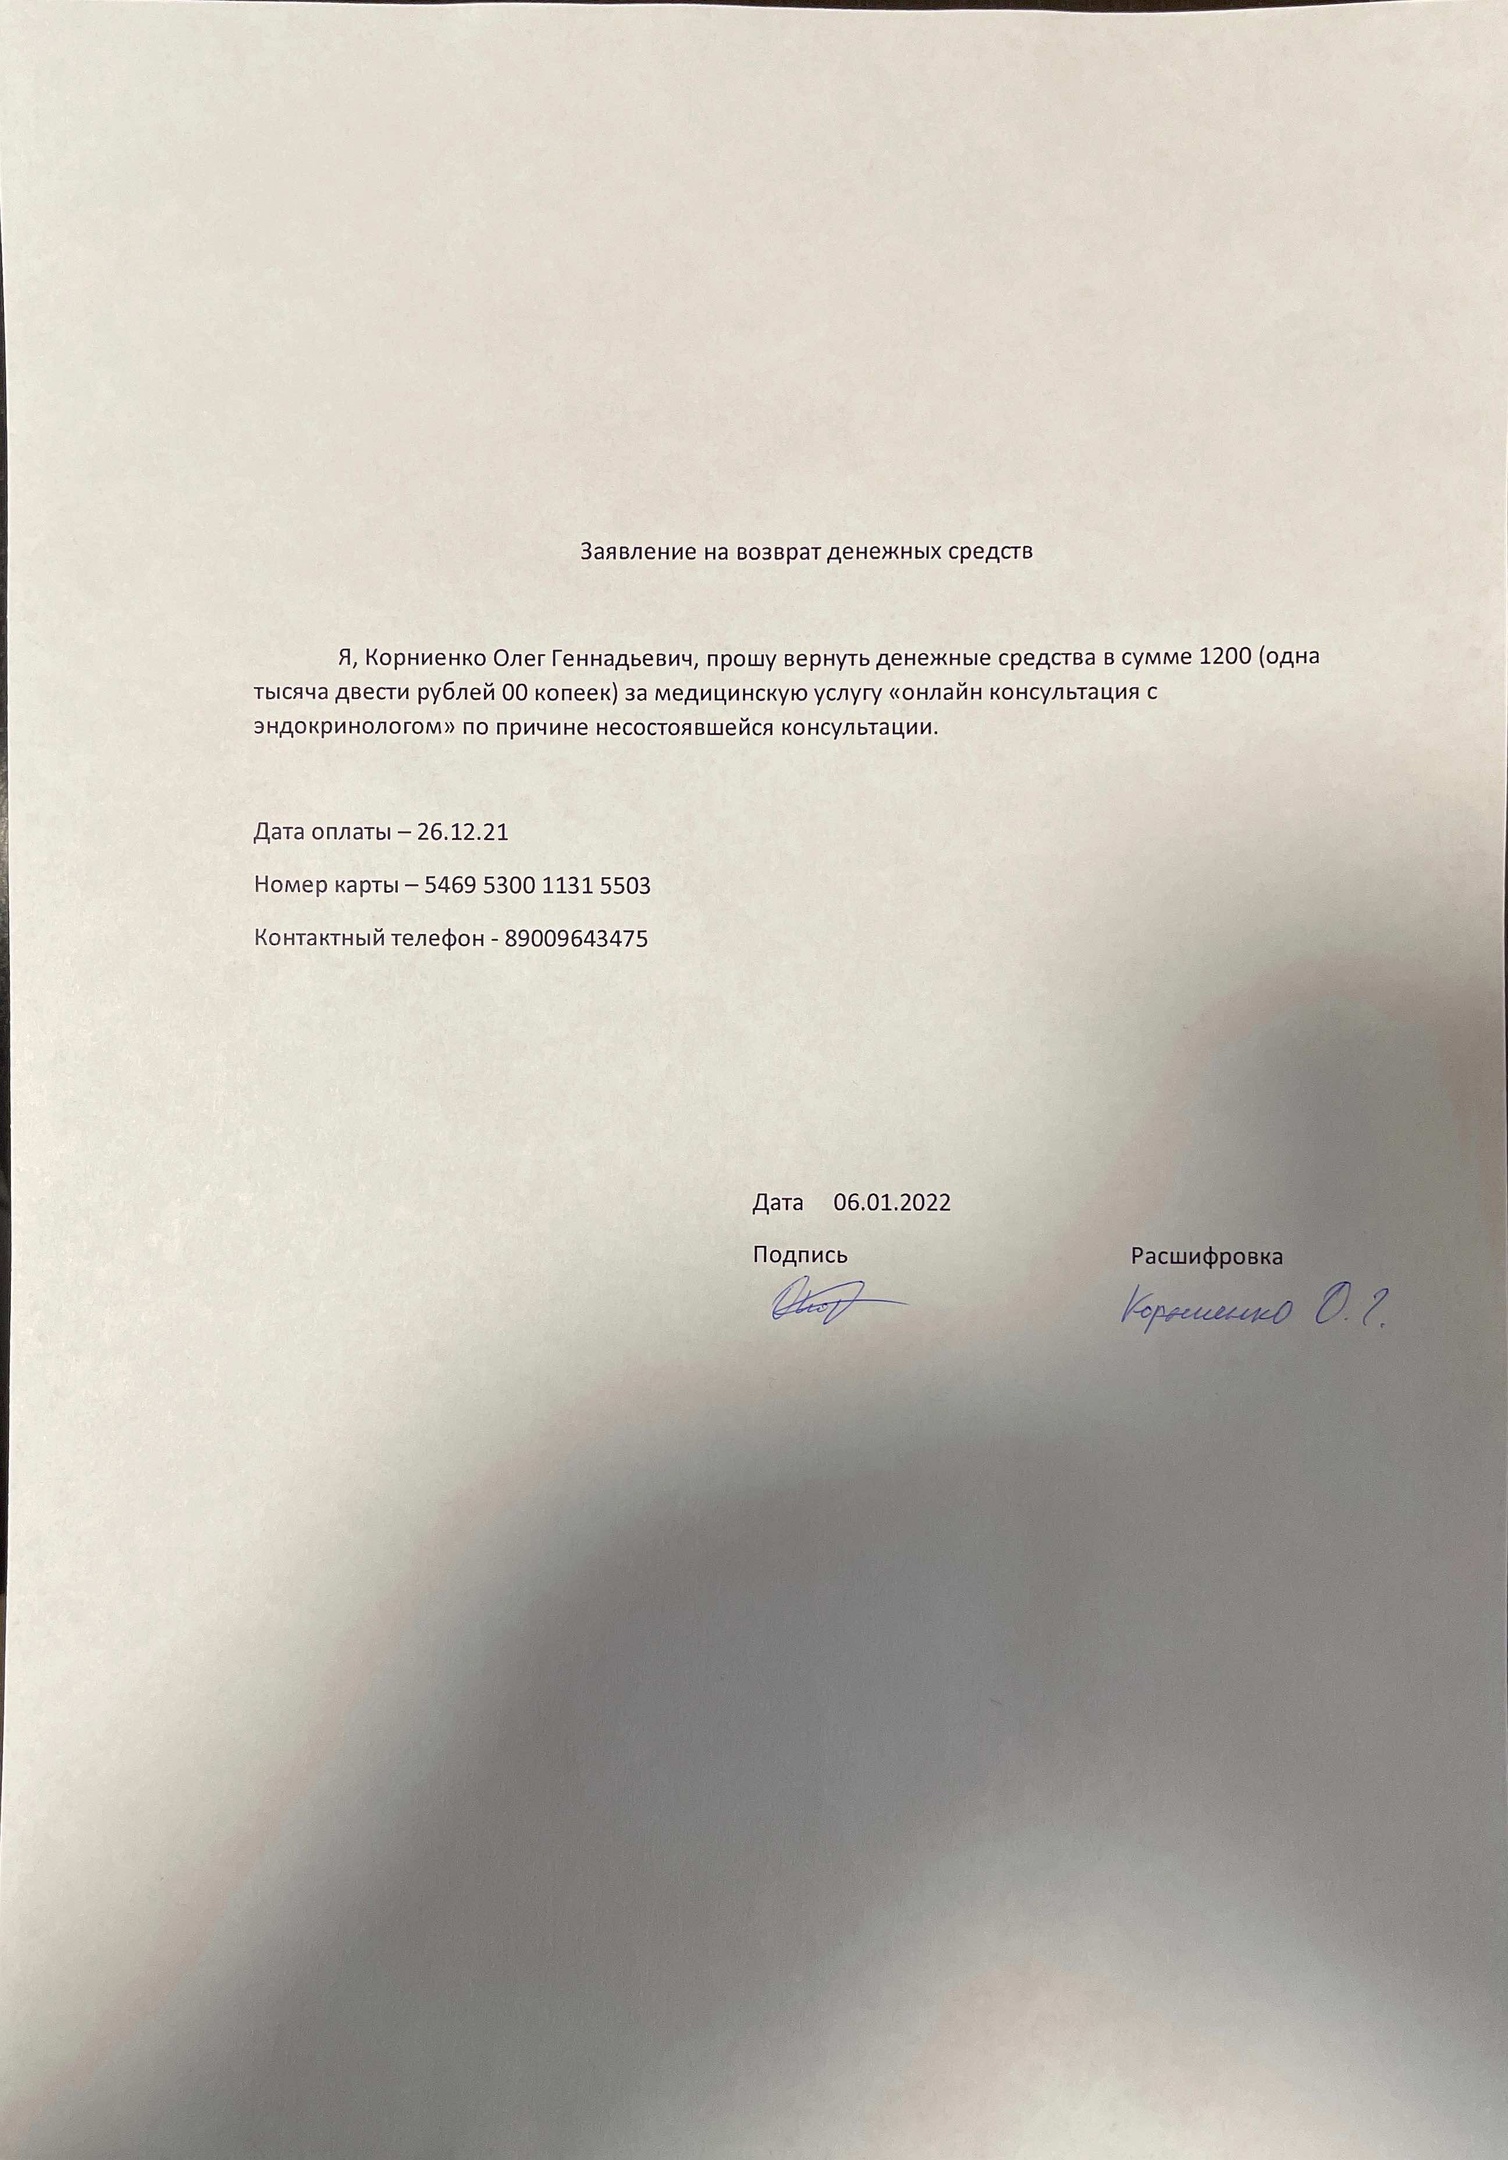 Заявление на возврат денежных средств
Я, Корниенко Олег Геннадьевич, прошу вернуть денежные средства в сумме 1200 (одна
тысяча двести рублей 00 копеек) за медицинскую услугу «онлайн консультация с
эндокринологом» по причине несостоявшейся консультации.
Дата оплаты – 26.12.21
Номер карты – 5469 5300 1131 5503
Контактный телефон - 89009643475
Дата 06.01.2022
Подпись Расшифровка
Корниенко О. Г.